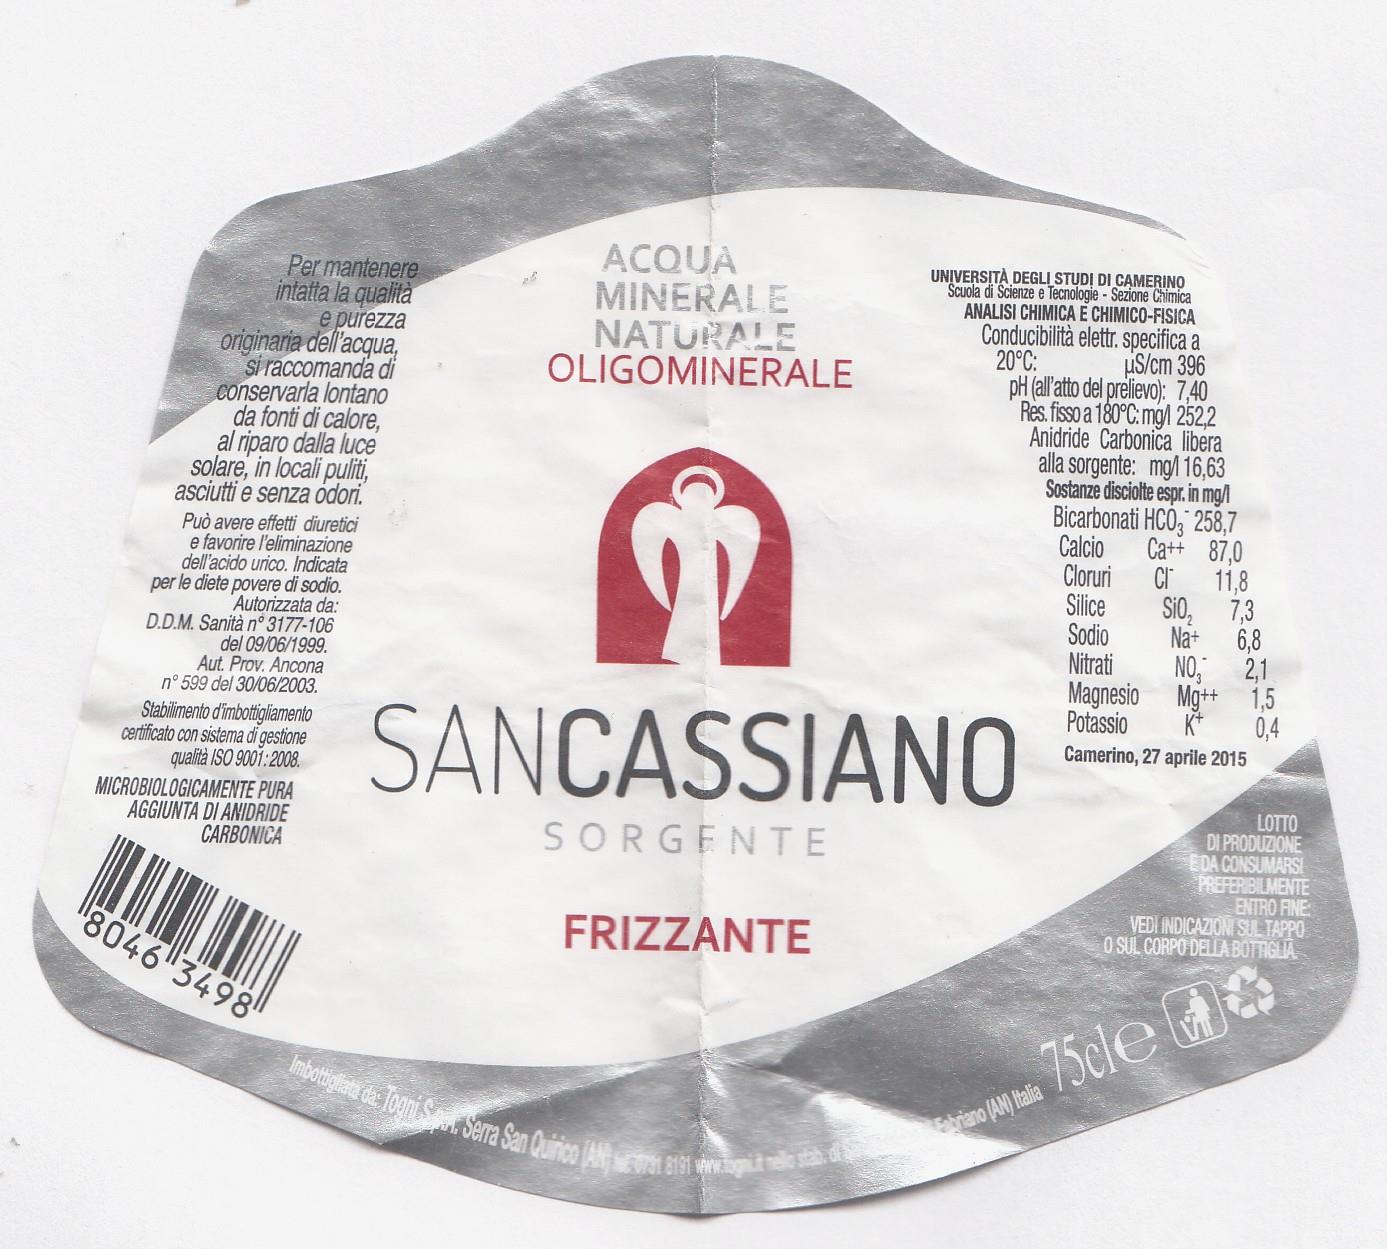 Per mantenere
intatta la qualità
e purezza
originaria dell'acqua,
si raccomanda di
conservarla lontano
da fonti di calore,
al riparo dalla luce
solare, in locali puliti,
asciutti e senza odori.
Può avere effetti diuretici
e favorire l'eliminazione
dell'acido urico. Indicata
per le diete povere di sodio.
Autorizzata da:
D.D.M. Sanità n° 3177-106
del 09/06/1999.
Aut. Prov. Ancona
n° 599 del 30/06/2003.
Stabilimento d'imbottigliamento
certificato con sistema di gestione
qualità ISO 9001: 2008.
MICROBIOLOGICAMENTE PURA
AGGIUNTA DI ANIDRIDE
CARBONICA
8046 3498
ACQUA
MINERALE
NATURALE
OLIGOMINERALE
SANCASSIANO
SORGENTE
FRIZZANTE
UNIVERSITÀ DEGLI STUDI DI CAMERINO
Scuola di Scienze e Tecnologie - Sezione Chimica
ANALISI CHIMICA E CHIMICO-FISICA
Conducibilità elettr. specifica a
20°C: µS/cm 396
pH (all'atto del prelievo): 7,40
Res. fisso a 180°C: mg/l 252,2
Anidride Carbonica libera
alla sorgente: mg/l 16,63
Sostanze disciolte espr. in mg/l
Bicarbonati HCO₃⁻ 258,7
Calcio Ca++ 87,0
Cloruri Cl⁻ 11,8
Silice SiO₂ 7,3
Sodio Na+ 6,8
Nitrati NO₃⁻ 2,1
Magnesio Mg++ 1,5
Potassio K+ 0,4
Camerino, 27 aprile 2015
LOTTO
DI PRODUZIONE
E DA CONSUMARSI
PREFERIBILMENTE
ENTRO FINE:
VEDI INDICAZIONI SUL TAPPO
O SUL CORPO DELLA BOTTIGLIA.
75cl e
Imbottigliata da: Togni S.p.A. Serra San Quirico (AN) tel. 0731 8191 www.togni.it nello stab. di Fabriano (AN) Italia